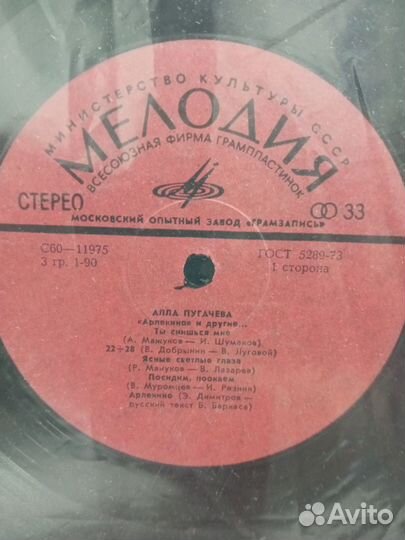 МИНИСТЕРСТВО КУЛЬТУРЫ СССР
МЕЛОДИЯ
ВСЕСОЮЗНАЯ ФИРМА ГРАМПЛАСТИНОК
СТЕРЕО
33
МОСКОВСКИЙ ОПЫТНЫЙ ЗАВОД «ГРАМЗАПИСЬ»
С60—11975
ГОСТ 5289-73
3 гр. 1-90
1 сторона
АЛЛА ПУГАЧЕВА
«Арлекино» и другие...
Ты снишься мне
(А. Мажуков — И. Шумаков)
22÷28 (В. Добрынин — В. Луговой)
Ясные светлые глаза
(Р. Мануков — В. Лазарев)
Посидим, поокаем
(В. Муромцев — И. Резник)
Арлекино (Э. Димитров —
русский текст Б. Баркаса)
Avito